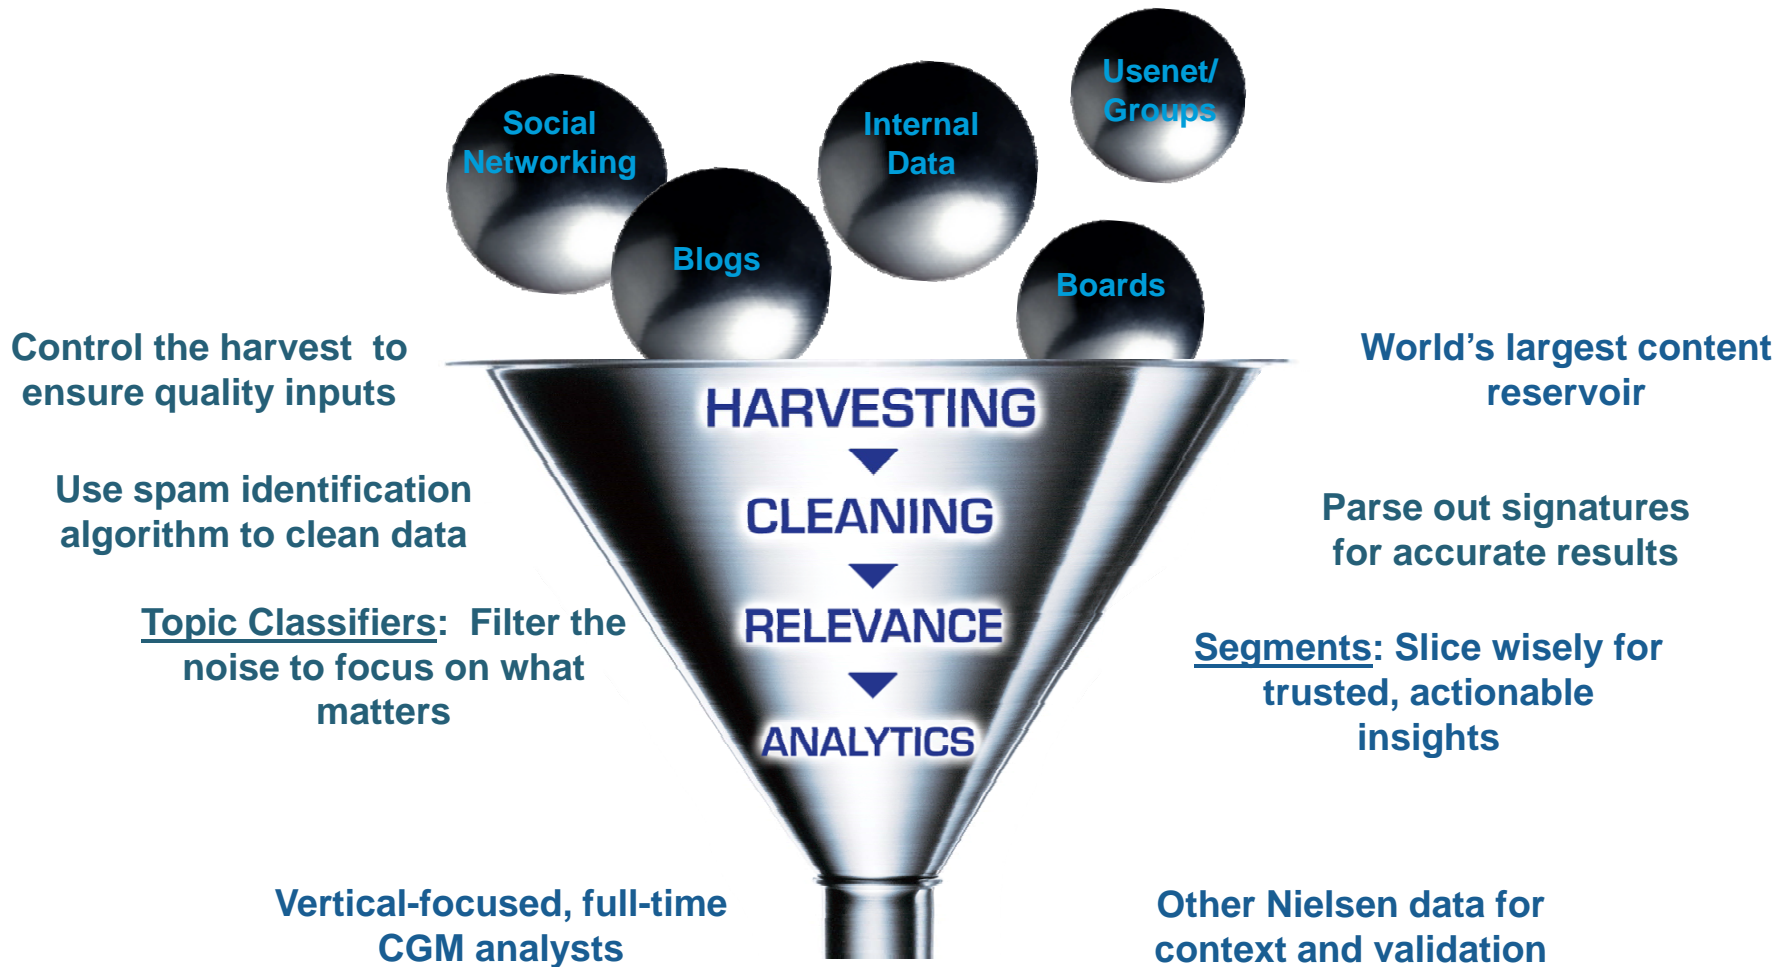 Usenet/
Groups
Social
Networking
Internal
Data
Blogs
Boards
Control the harvest to
ensure quality inputs
World’s largest content
reservoir
HARVESTING
Use spam identification
algorithm to clean data
CLEANING
Parse out signatures
for accurate results
Topic Classifiers: Filter the
noise to focus on what
matters
RELEVANCE
Segments: Slice wisely for
trusted, actionable
insights
ANALYTICS
Vertical-focused, full-time
CGM analysts
Other Nielsen data for
context and validation